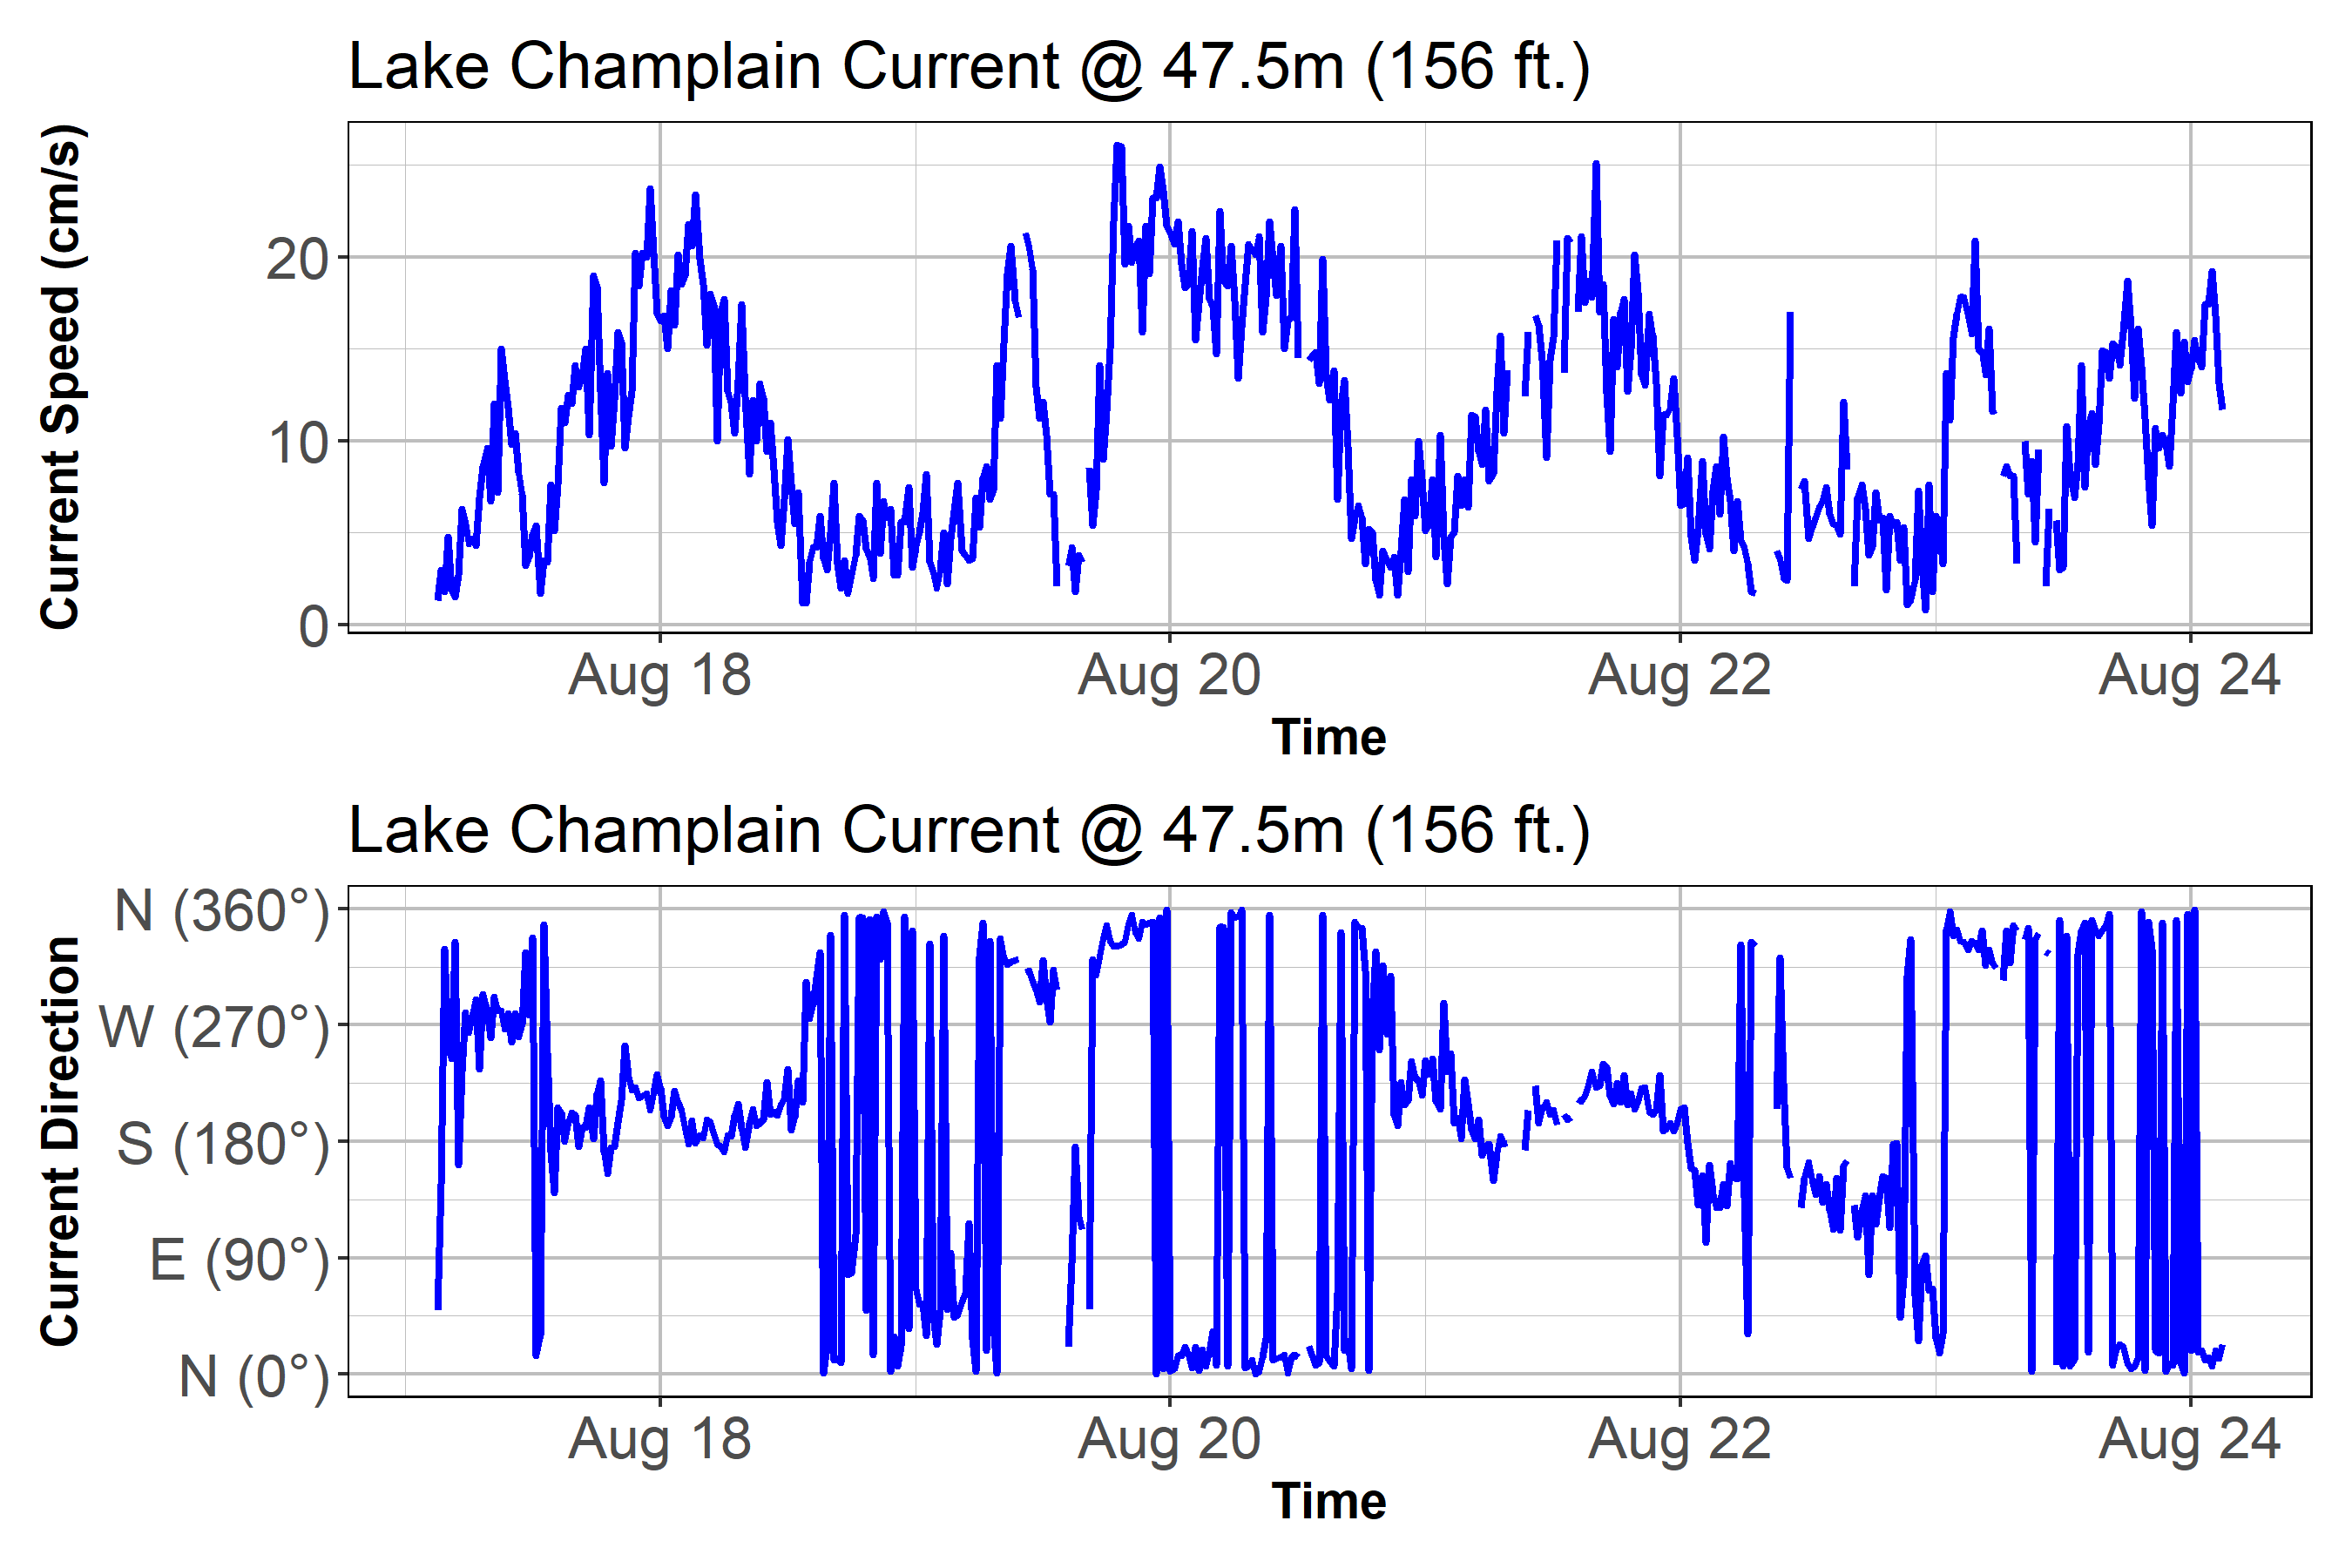 Lake Champlain Current @ 47.5m (156 ft.)
Current Speed (cm/s)
20
10
0
Aug 18 Aug 20 Aug 22 Aug 24
Time
Lake Champlain Current @ 47.5m (156 ft.)
Current Direction
N (360°)
W (270°)
S (180°)
E (90°)
N (0°)
Aug 18 Aug 20 Aug 22 Aug 24
Time